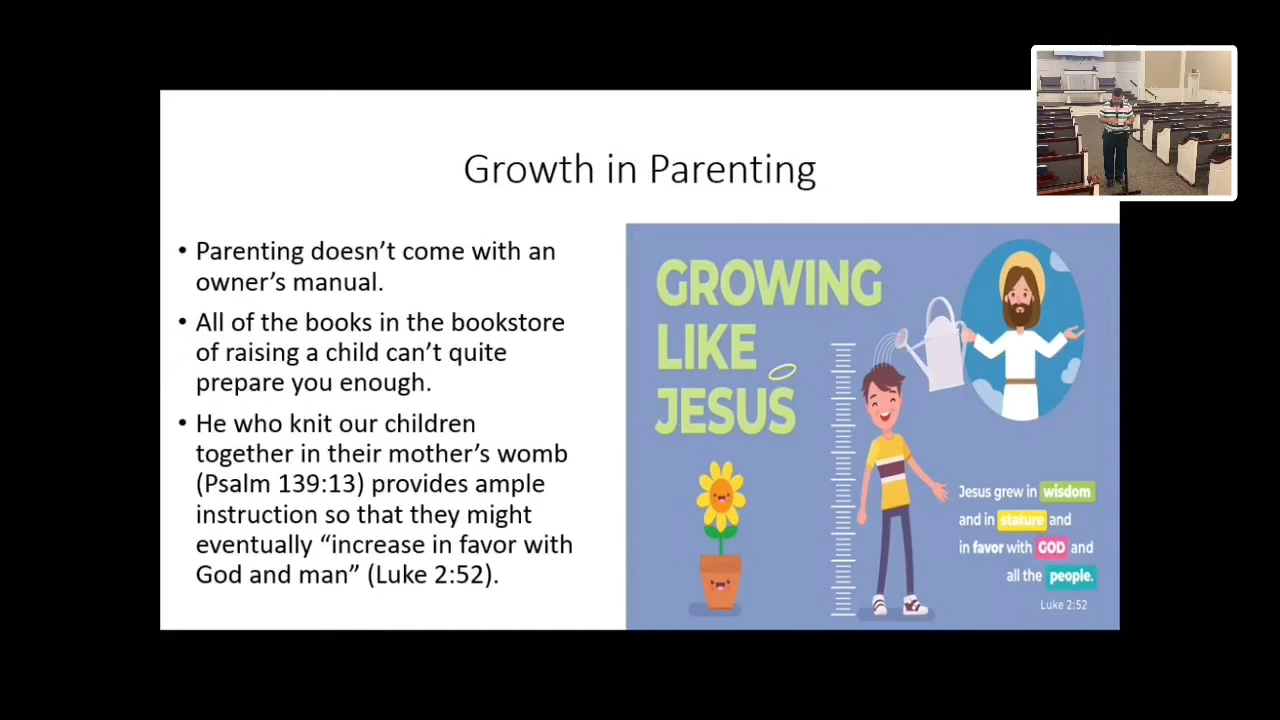 Growth in Parenting
• Parenting doesn’t come with an
owner’s manual.
• All of the books in the bookstore
of raising a child can’t quite
prepare you enough.
• He who knit our children
together in their mother’s womb
(Psalm 139:13) provides ample
instruction so that they might
eventually “increase in favor with
God and man” (Luke 2:52).
GROWING
LIKE
JESUS
Jesus grew in wisdom
and in stature and
in favor with GOD and
all the people.
Luke 2:52